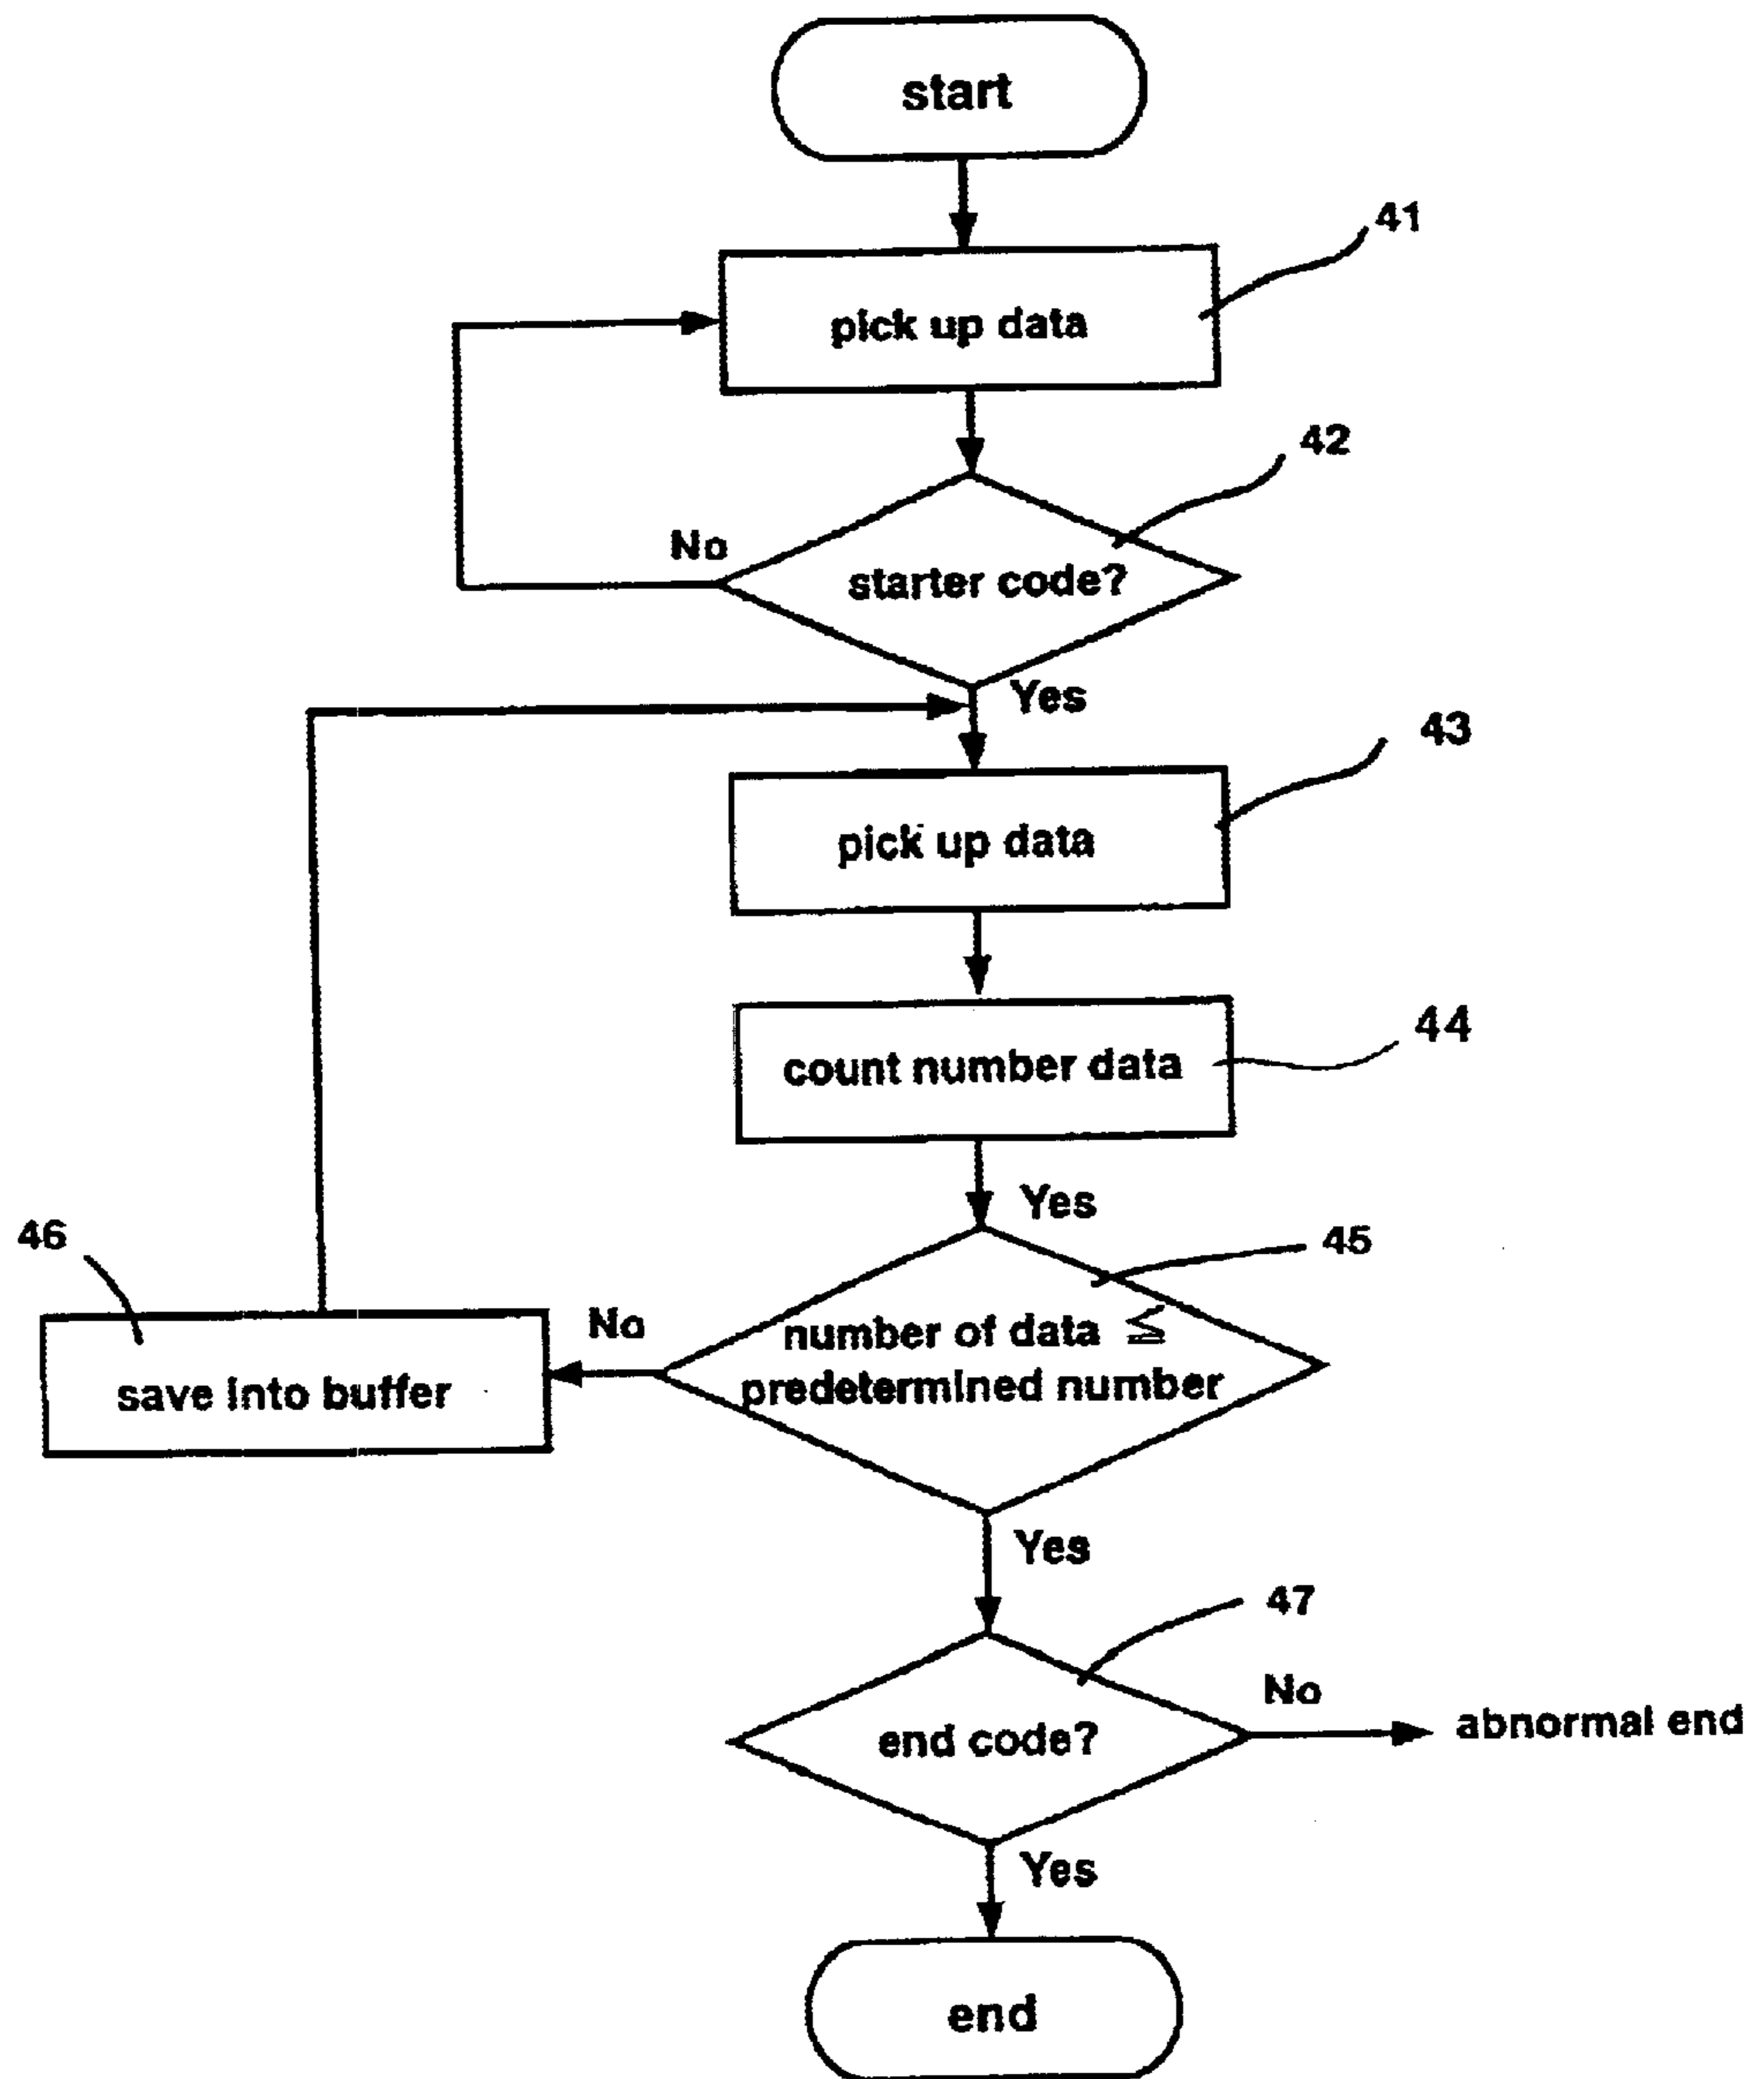 start
41
pick up data
42
No
starter code?
Yes
43
pick up data
44
count number data
Yes
45
46
No
number of data ≦
predetermined number
save into buffer
Yes
47
No
end code?
abnormal end
Yes
end